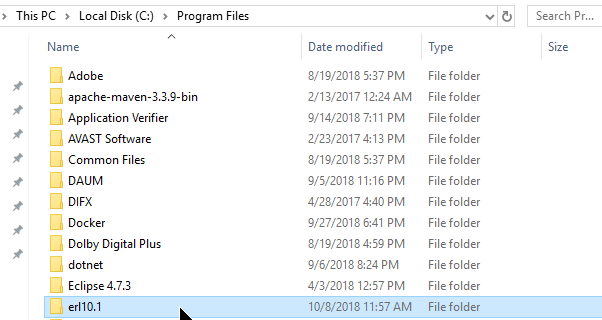 This PC > Local Disk (C:) > Program Files Search Pr...
Name Date modified Type Size
Adobe 8/19/2018 5:37 PM File folder
apache-maven-3.3.9-bin 2/13/2017 12:24 AM File folder
Application Verifier 9/14/2018 7:11 PM File folder
AVAST Software 2/23/2017 4:13 PM File folder
Common Files 8/19/2018 5:37 PM File folder
DAUM 9/5/2018 11:16 PM File folder
DIFX 4/28/2017 4:40 PM File folder
Docker 9/27/2018 6:41 PM File folder
Dolby Digital Plus 8/19/2018 4:59 PM File folder
dotnet 9/6/2018 8:24 PM File folder
Eclipse 4.7.3 4/3/2018 12:57 PM File folder
erl10.1 10/8/2018 11:57 AM File folder